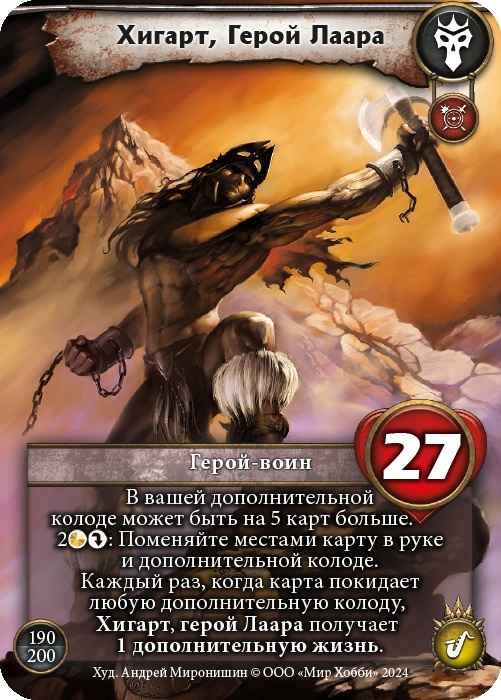 Хигарт, Герой Лаара
Герой-воин
27
В вашей дополнительной
колоде может быть на 5 карт больше.
2: Поменяйте местами карту в руке
и дополнительной колоде.
Каждый раз, когда карта покидает
любую дополнительную колоду,
Хигарт, герой Лаара получает
1 дополнительную жизнь.
190
200
Худ. Андрей Миронишин © ООО «Мир Хобби» 2024